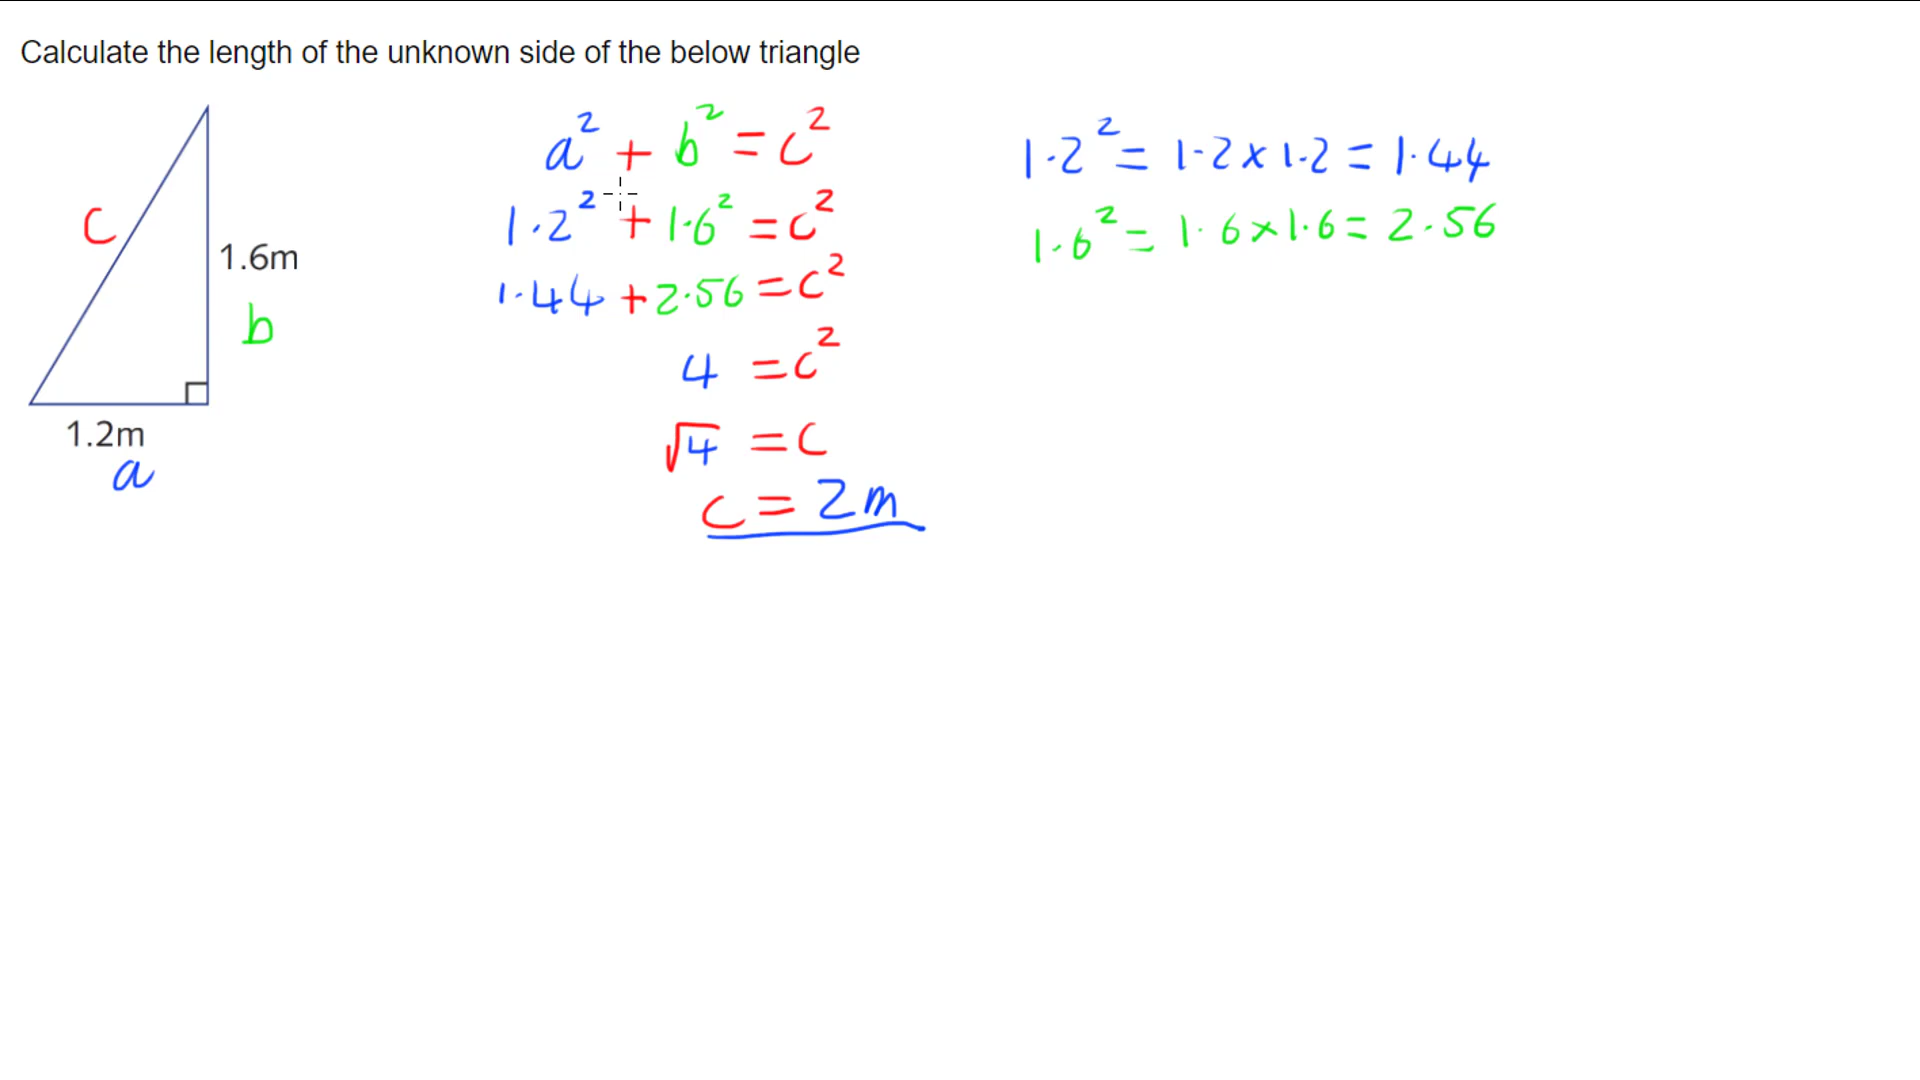 Calculate the length of the unknown side of the below triangle
c
1.6m
b
1.2m
a
a² + b² = c²
1·2² + 1·6² = c²
1·44 + 2·56 = c²
4 = c²
√4 = c
c = 2m
1·2² = 1·2 x 1·2 = 1·44
1·6² = 1·6 x 1·6 = 2·56